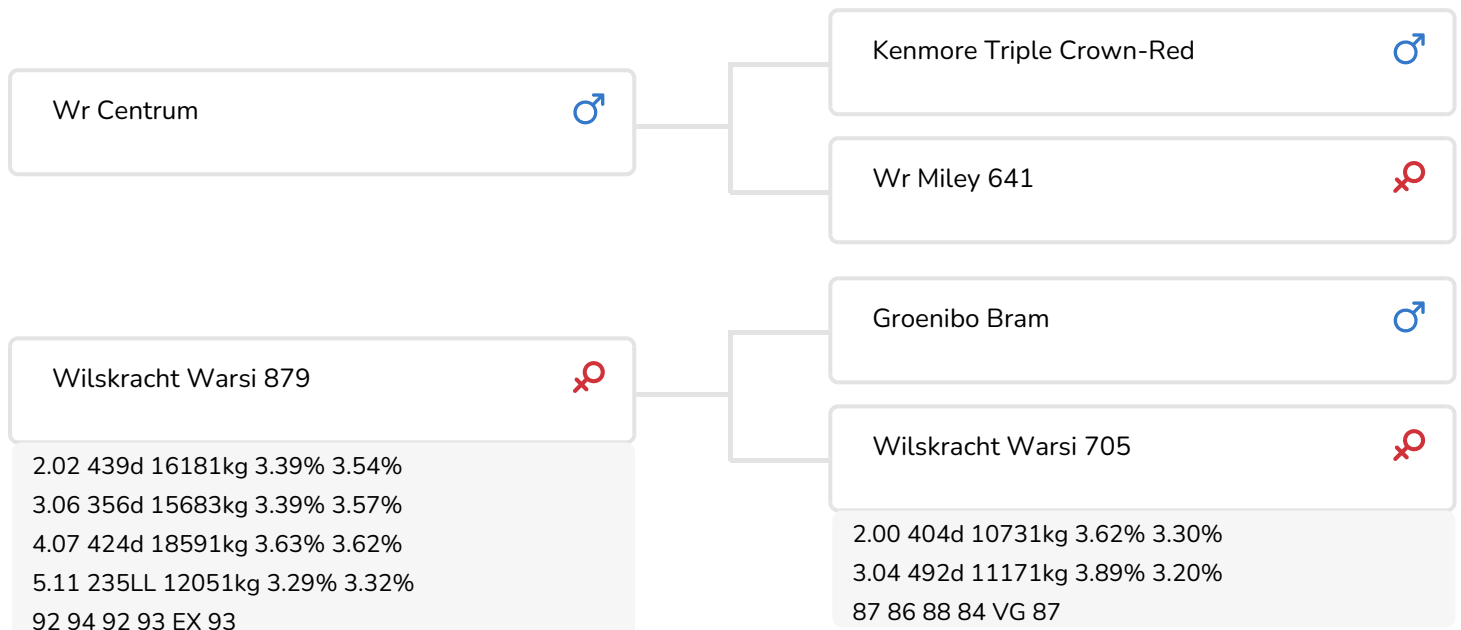 Wr Centrum
Kenmore Triple Crown-Red
Wr Miley 641
Wilskracht Warsi 879
2.02 439d 16181kg 3.39% 3.54%
3.06 356d 15683kg 3.39% 3.57%
4.07 424d 18591kg 3.63% 3.62%
5.11 235LL 12051kg 3.29% 3.32%
92 94 92 93 EX 93
Groenibo Bram
Wilskracht Warsi 705
2.00 404d 10731kg 3.62% 3.30%
3.04 492d 11171kg 3.89% 3.20%
87 86 88 84 VG 87